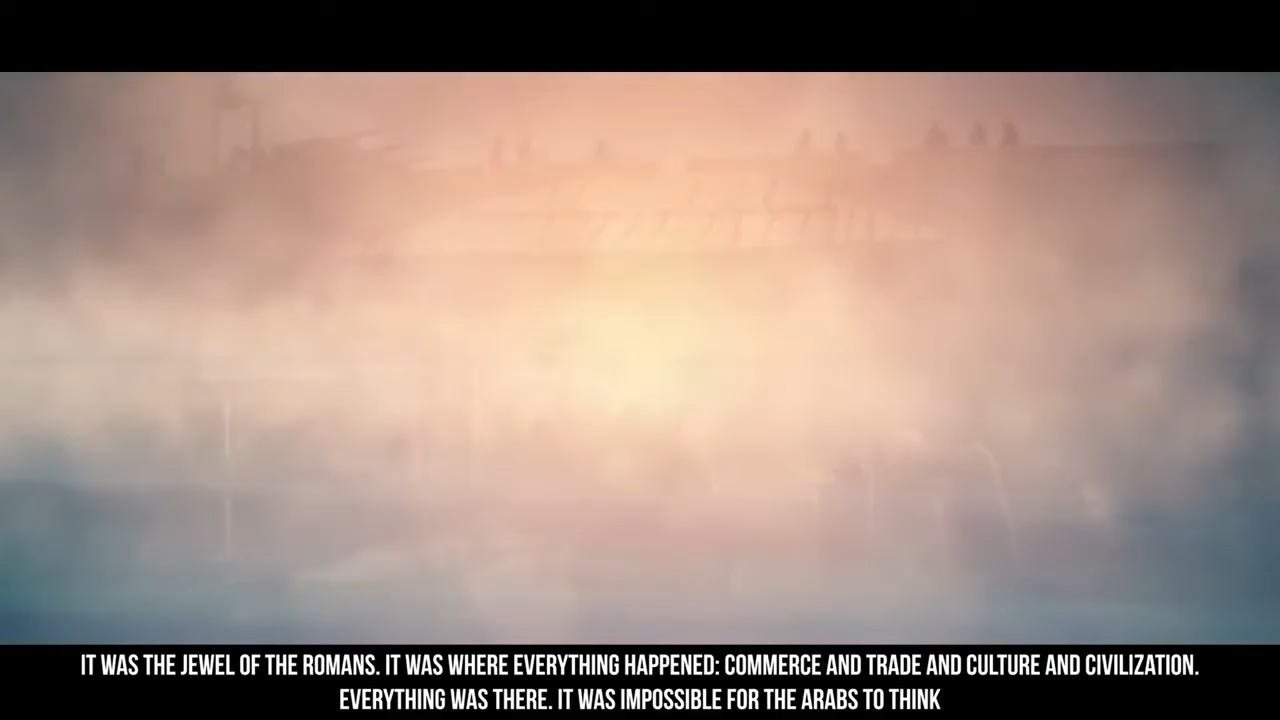 IT WAS THE JEWEL OF THE ROMANS. IT WAS WHERE EVERYTHING HAPPENED: COMMERCE AND TRADE AND CULTURE AND CIVILIZATION.
EVERYTHING WAS THERE. IT WAS IMPOSSIBLE FOR THE ARABS TO THINK